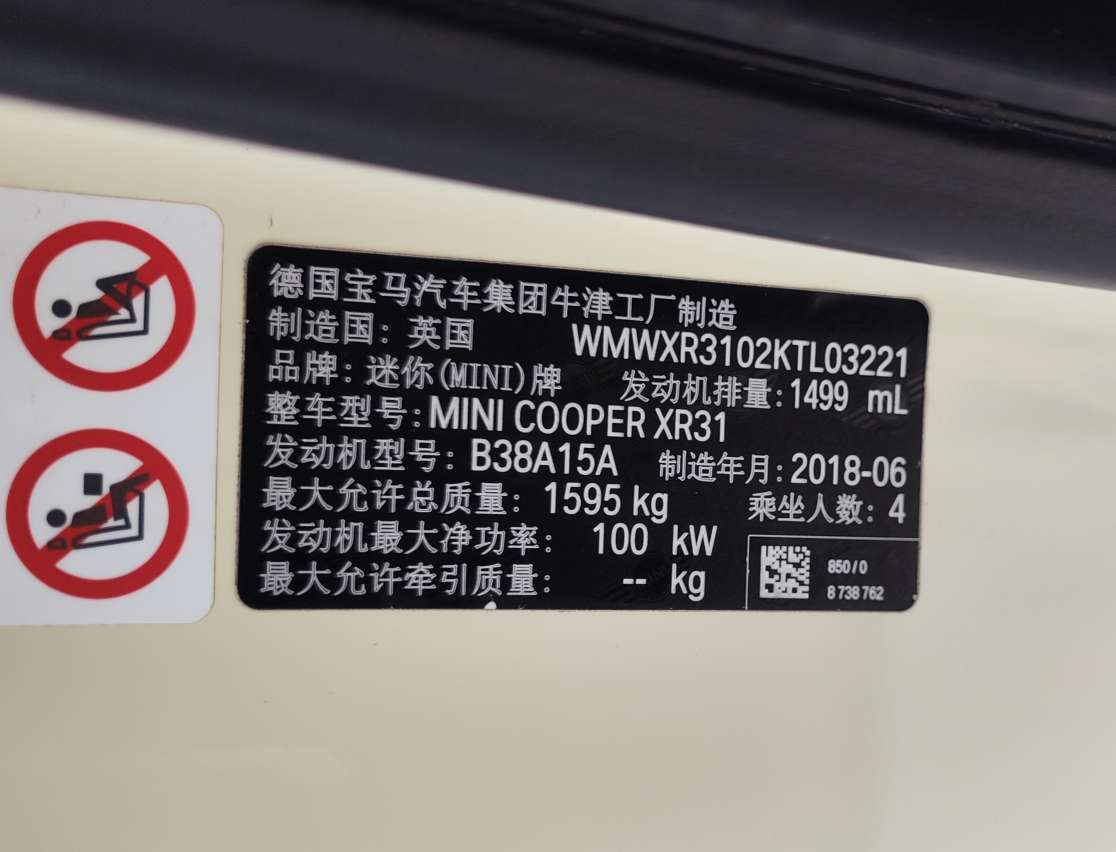 德国宝马汽车集团牛津工厂制造
制造国：英国 WMWXR3102KTL03221
品牌：迷你(MINI)牌 发动机排量：1499 mL
整车型号：MINI COOPER XR31
发动机型号：B38A15A 制造年月：2018-06
最大允许总质量：1595 kg 乘坐人数：4
发动机最大净功率：100 kW
最大允许牵引质量：-- kg
850/0
8 738 762